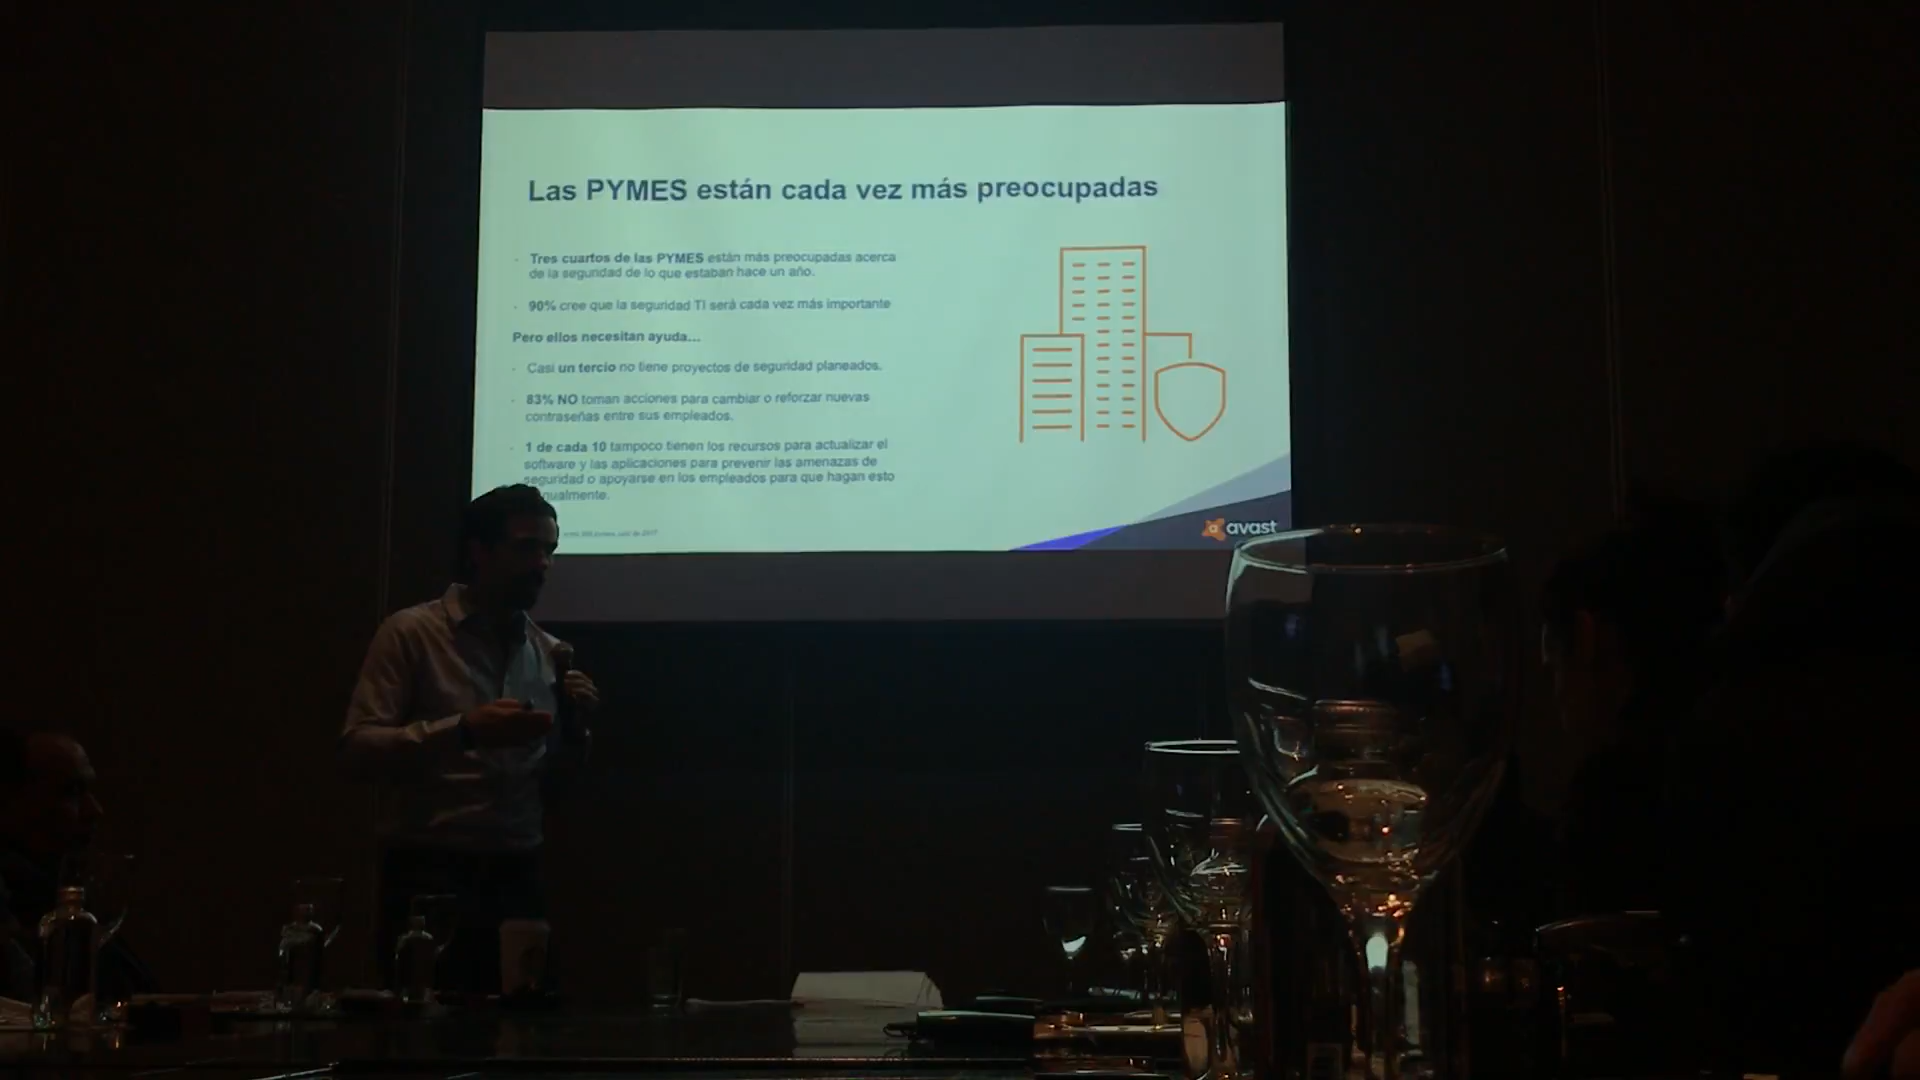 Las PYMES están cada vez más preocupadas
- Tres cuartos de las PYMES están más preocupadas acerca
de la seguridad de lo que estaban hace un año.
- 90% cree que la seguridad TI será cada vez más importante
Pero ellos necesitan ayuda...
- Casi un tercio no tiene proyectos de seguridad planeados.
- 83% NO toman acciones para cambiar o reforzar nuevas
contraseñas entre sus empleados.
- 1 de cada 10 tampoco tienen los recursos para actualizar el
software y las aplicaciones para prevenir las amenazas de
seguridad o apoyarse en los empleados para que hagan esto
nualmente.
de 2017
avast